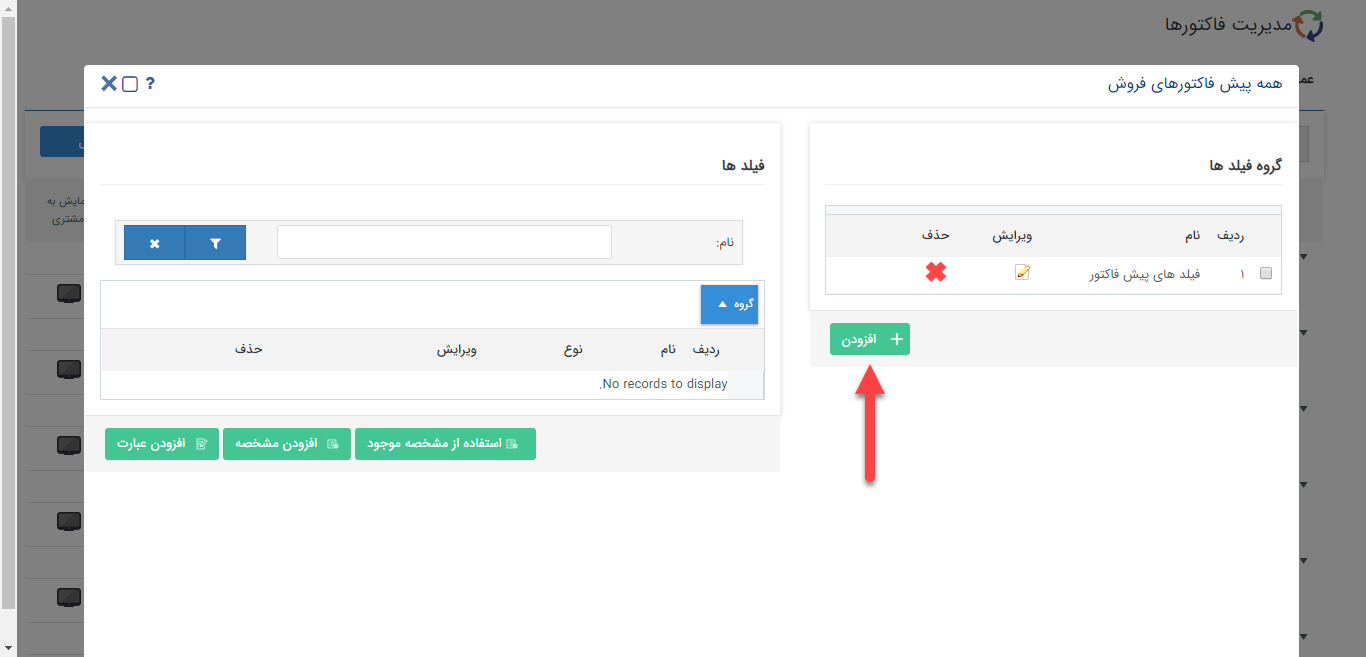 مدیریت فاکتورها
همه پیش فاکتورهای فروش
?
گروه فیلد ها
ردیف نام ویرایش حذف
۱ فیلد های پیش فاکتور
افزودن
فیلد ها
نام:
گروه
ردیف نام نوع ویرایش حذف
No records to display.
استفاده از مشخصه موجود
افزودن مشخصه
افزودن عبارت
به
مشتری